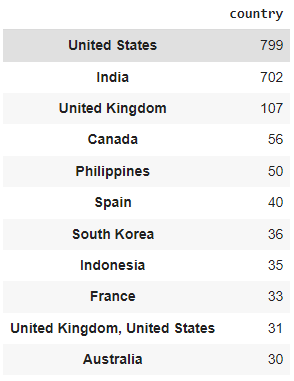 country
United States 799
India 702
United Kingdom 107
Canada 56
Philippines 50
Spain 40
South Korea 36
Indonesia 35
France 33
United Kingdom, United States 31
Australia 30